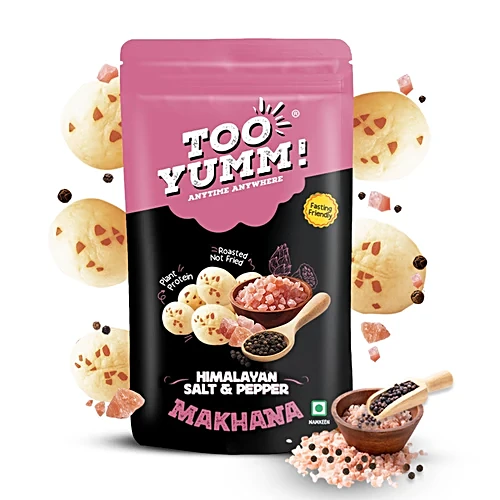 TOO
YUMM!
®
ANYTIME ANYWHERE
Fasting
Friendly
Roasted
Not Fried
Plant
Protein
HIMALAYAN
SALT & PEPPER
MAKHANA
NAMKEEN